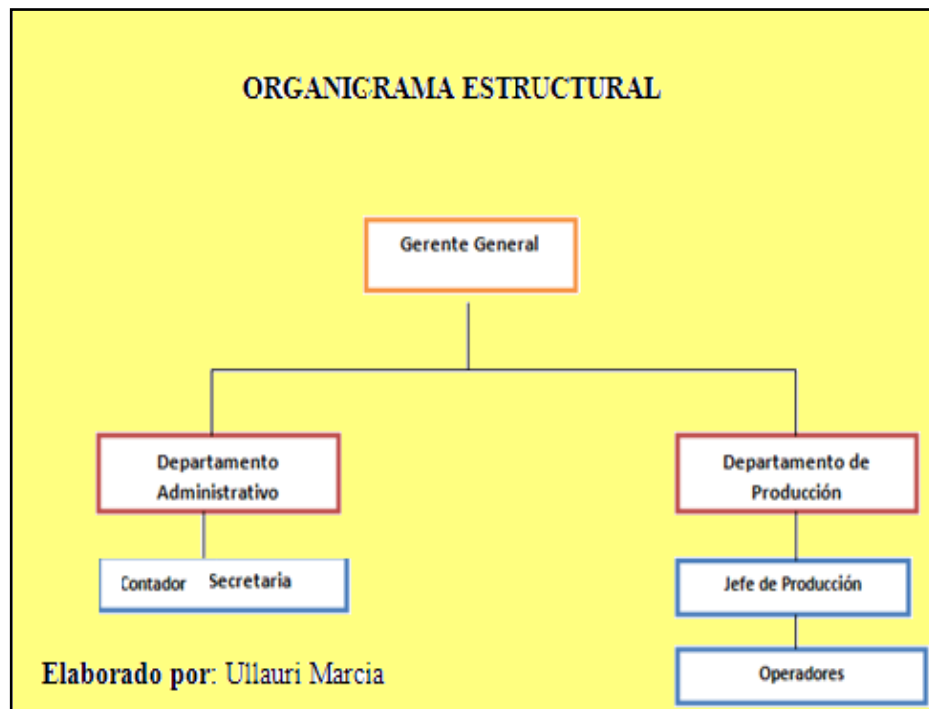 ORGANIGRAMA ESTRUCTURAL
Gerente General
Departamento
Administrativo
Departamento de
Producción
Contador Secretaria
Jefe de Producción
Operadores
Elaborado por: Ullauri Marcia